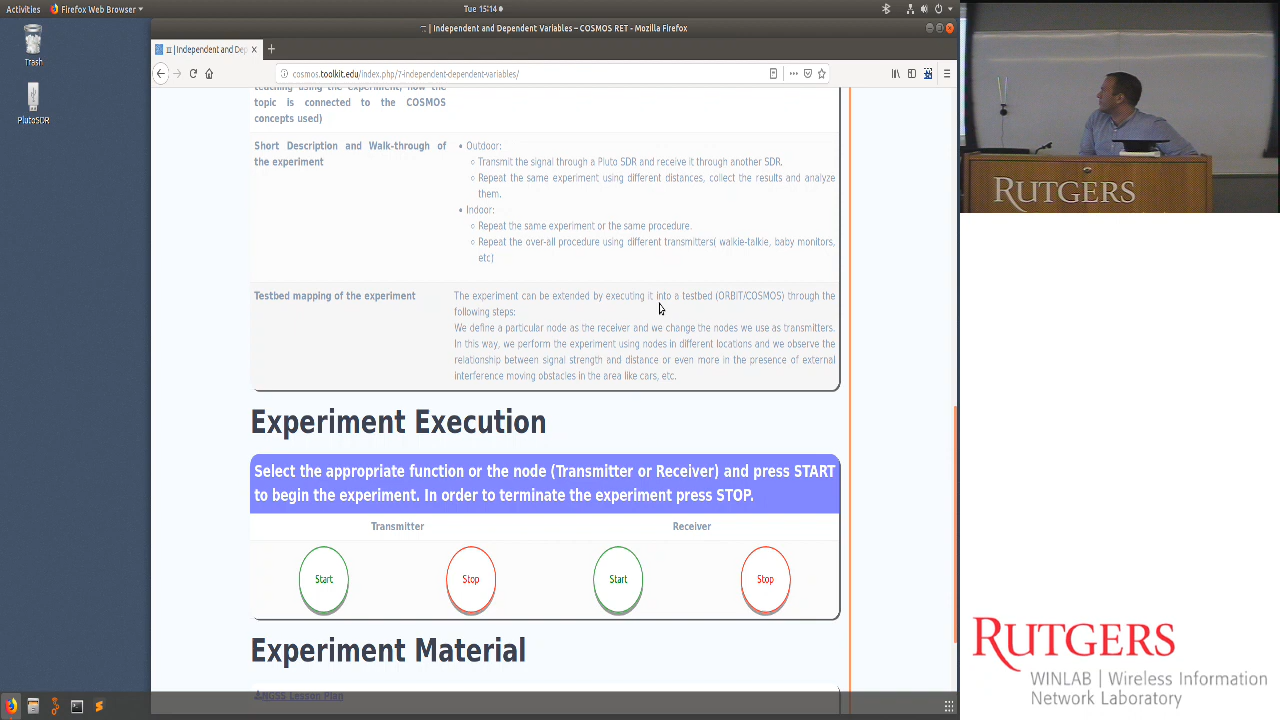 Activities
Firefox Web Browser
Tue 15:14
Trash
PlutoSDR
:: | Independent and Dependent Variables – COSMOS RET - Mozilla Firefox
| Independent and Dep
cosmos.toolkit.edu/index.php/7-independent-dependent-variables/
teaching using the experiment, how the
topic is connected to the COSMOS
concepts used)
Short Description and Walk-through of
the experiment
• Outdoor:
Transmit the signal through a Pluto SDR and receive it through another SDR.
Repeat the same experiment using different distances, collect the results and analyze
them.
• Indoor:
Repeat the same experiment or the same procedure.
Repeat the over-all procedure using different transmitters( walkie-talkie, baby monitors,
etc)
Testbed mapping of the experiment
The experiment can be extended by executing it into a testbed (ORBIT/COSMOS) through the
following steps:
We define a particular node as the receiver and we change the nodes we use as transmitters.
In this way, we perform the experiment using nodes in different locations and we observe the
relationship between signal strength and distance or even more in the presence of external
interference moving obstacles in the area like cars, etc.
Experiment Execution
Select the appropriate function or the node (Transmitter or Receiver) and press START
to begin the experiment. In order to terminate the experiment press STOP.
Transmitter
Receiver
Start
Stop
Start
Stop
Experiment Material
NGSS Lesson Plan
RUTGERS
RUTGERS
WINLAB | Wireless Information
Network Laboratory